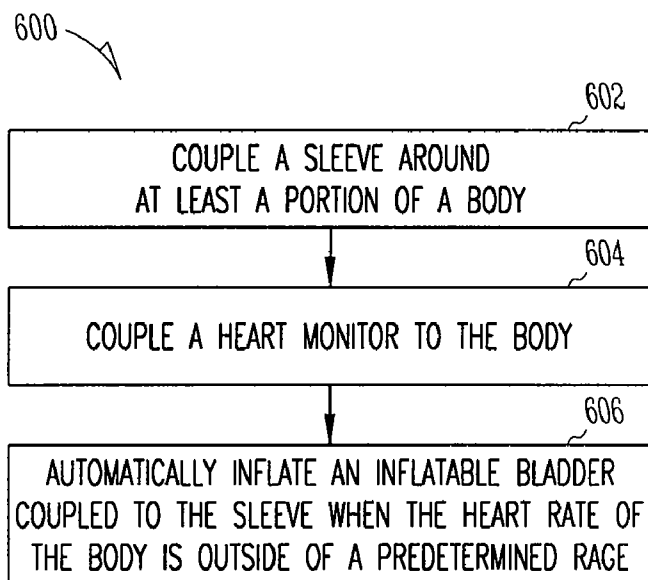 600
602
COUPLE A SLEEVE AROUND
AT LEAST A PORTION OF A BODY
604
COUPLE A HEART MONITOR TO THE BODY
606
AUTOMATICALLY INFLATE AN INFLATABLE BLADDER
COUPLED TO THE SLEEVE WHEN THE HEART RATE OF
THE BODY IS OUTSIDE OF A PREDETERMINED RAGE